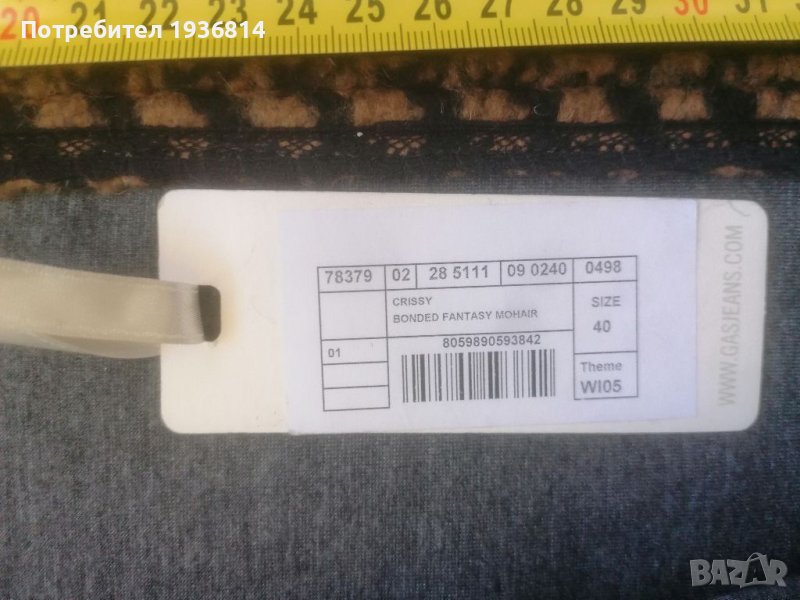 20 21 22 23 24 25 26 27 28 29 30 31
Потребител 1936814
78379 02 28 5111 09 0240 0498
CRISSY
BONDED FANTASY MOHAIR
SIZE
40
01
8059890593842
Theme
WI05
WWW.GASJEANS.COM
BAZAR